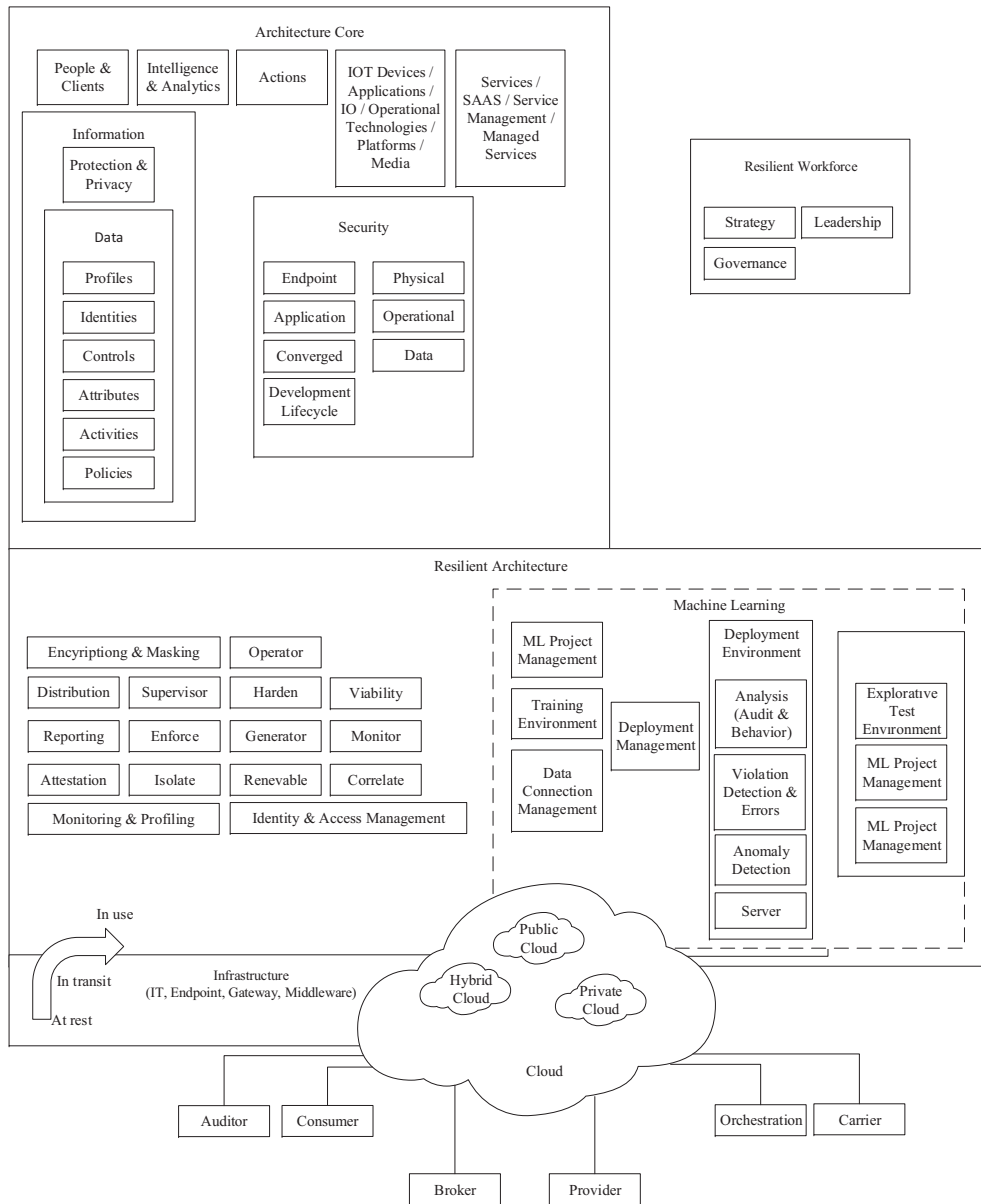 Architecture Core
People &
Clients
Intelligence
& Analytics
Actions
IOT Devices /
Applications /
IO / Operational
Technologies /
Platforms /
Media
Services /
SAAS / Service
Management /
Managed
Services
Information
Protection &
Privacy
Data
Profiles
Identities
Controls
Attributes
Activities
Policies
Security
Endpoint
Physical
Application
Operational
Converged
Data
Development
Lifecycle
Resilient Workforce
Strategy
Leadership
Governance
Resilient Architecture
Encyriptiong & Masking
Operator
Distribution
Supervisor
Harden
Viability
Reporting
Enforce
Generator
Monitor
Attestation
Isolate
Renevable
Correlate
Monitoring & Profiling
Identity & Access Management
Machine Learning
ML Project
Management
Training
Environment
Data
Connection
Management
Deployment
Management
Deployment
Environment
Analysis
(Audit &
Behavior)
Violation
Detection &
Errors
Anomaly
Detection
Server
Explorative
Test
Environment
ML Project
Management
ML Project
Management
In use
In transit
At rest
Infrastructure
(IT, Endpoint, Gateway, Middleware)
Public
Cloud
Hybrid
Cloud
Private
Cloud
Cloud
Auditor
Consumer
Orchestration
Carrier
Broker
Provider